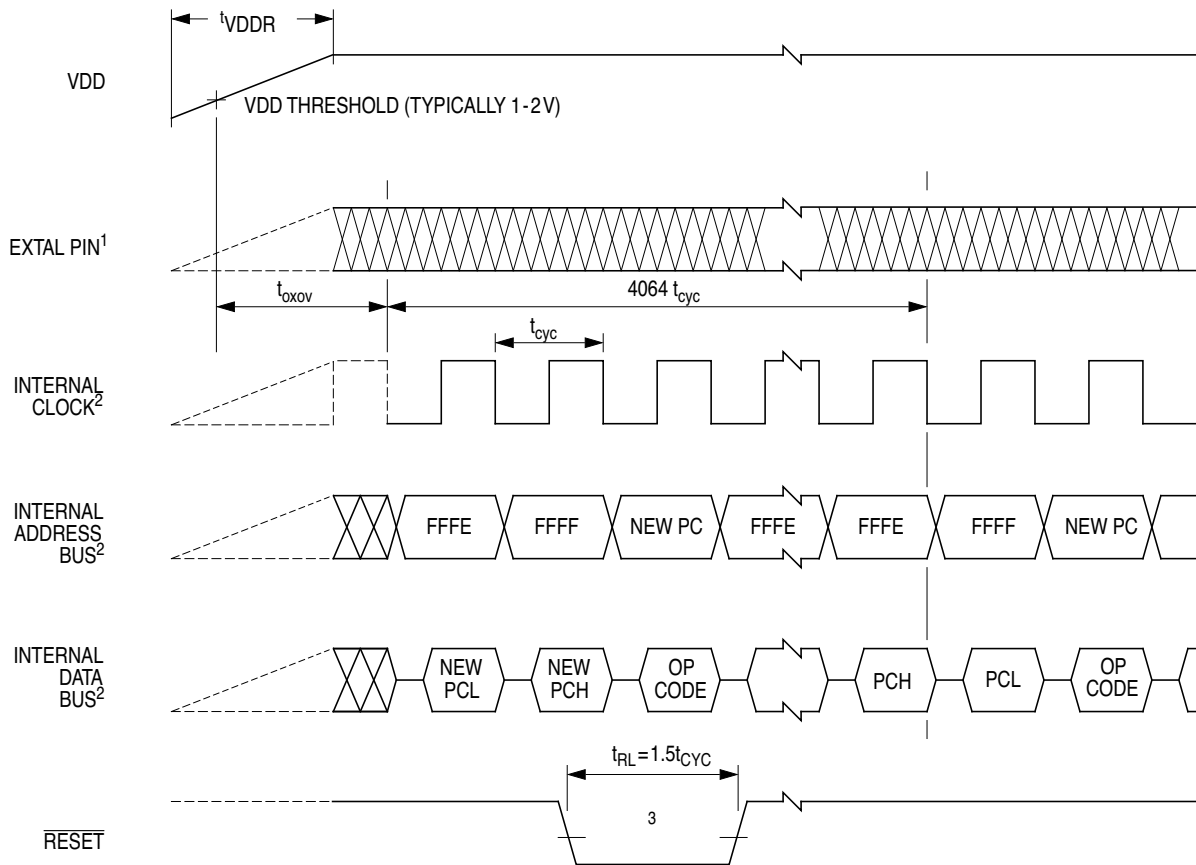 tVDDR
VDD
VDD THRESHOLD (TYPICALLY 1-2V)
EXTAL PIN1
toxov
4064 tcyc
tcyc
INTERNAL
CLOCK2
INTERNAL
ADDRESS
BUS2
FFFE
FFFF
NEW PC
FFFE
FFFE
FFFF
NEW PC
INTERNAL
DATA
BUS2
NEW
PCL
NEW
PCH
OP
CODE
PCH
PCL
OP
CODE
tRL=1.5tCYC
3
RESET